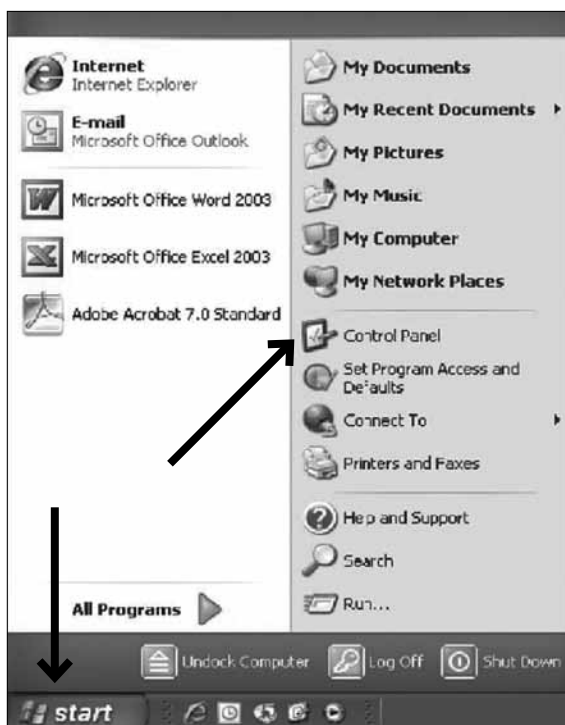 Internet
Internet Explorer
E-mail
Microsoft Office Outlook
Microsoft Office Word 2003
Microsoft Office Excel 2003
Adobe Acrobat 7.0 Standard
All Programs
My Documents
My Recent Documents
My Pictures
My Music
My Computer
My Network Places
Control Panel
Set Program Access and
Defaults
Connect To
Printers and Faxes
Help and Support
Search
Run...
Undock Computer
Log Off
Shut Down
start